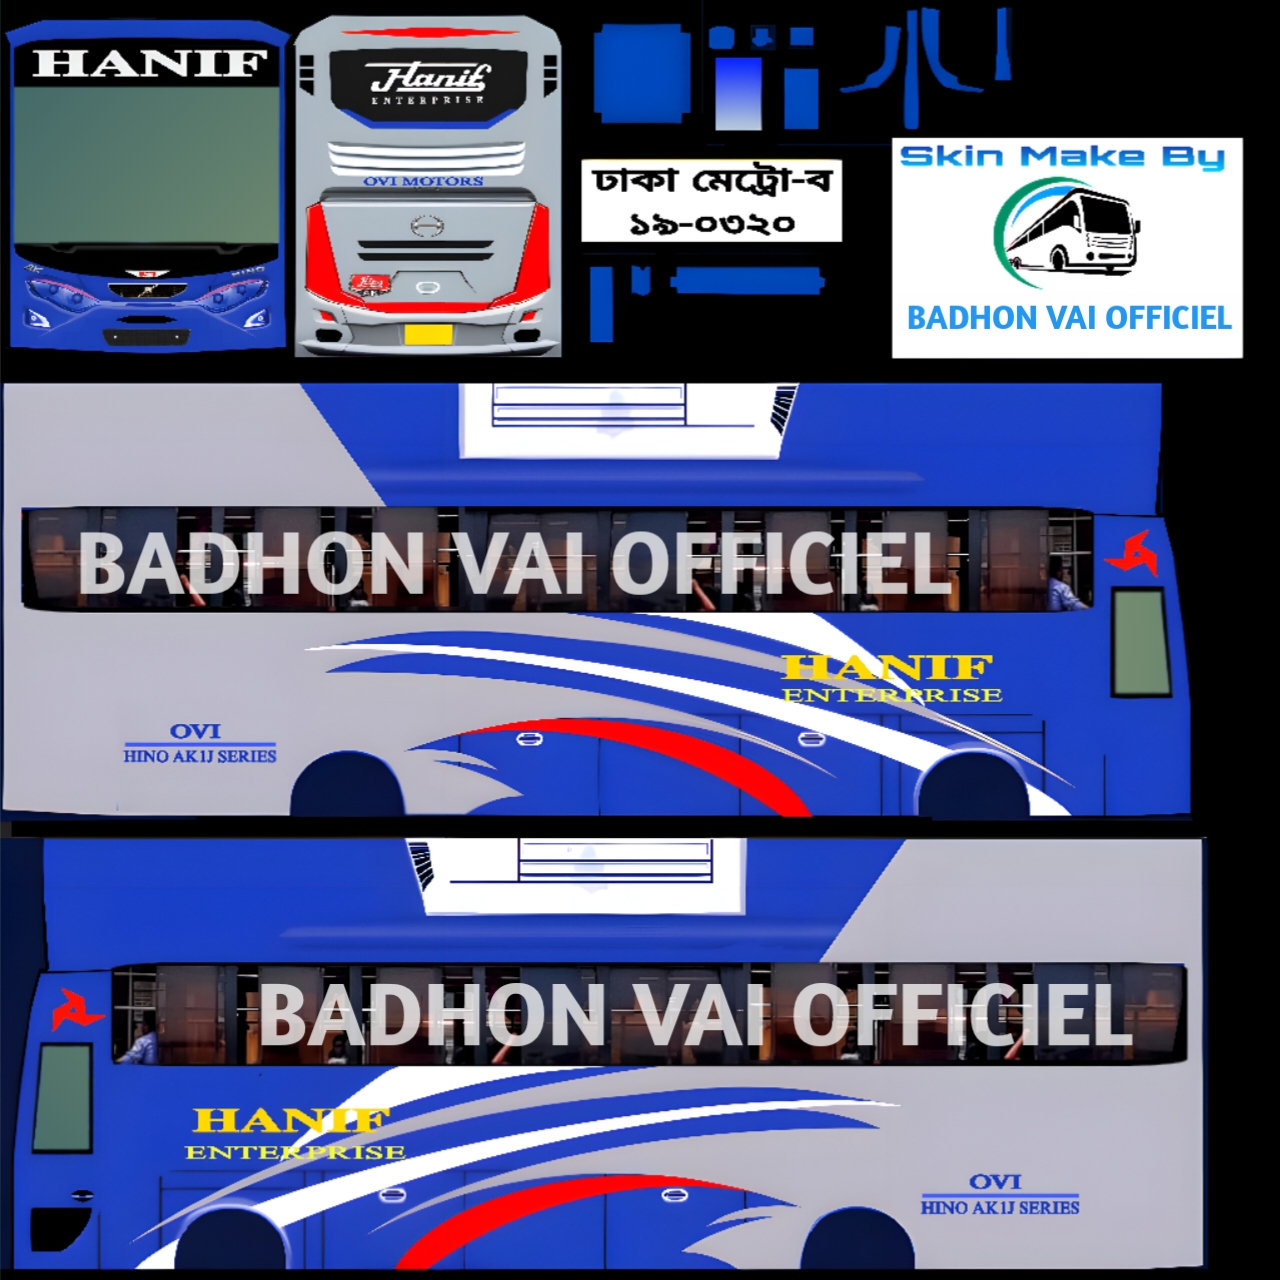 HANIF
Hanif
ENTERPRISE
OVI MOTORS
ঢাকা মেট্রো-ব
১৯-০৩২০
Skin Make By
BADHON VAI OFFICIEL
BADHON VAI OFFICIEL
HANIF
ENTERPRISE
OVI
HINO AK1J SERIES
BADHON VAI OFFICIEL
HANIF
ENTERPRISE
OVI
HINO AK1J SERIES